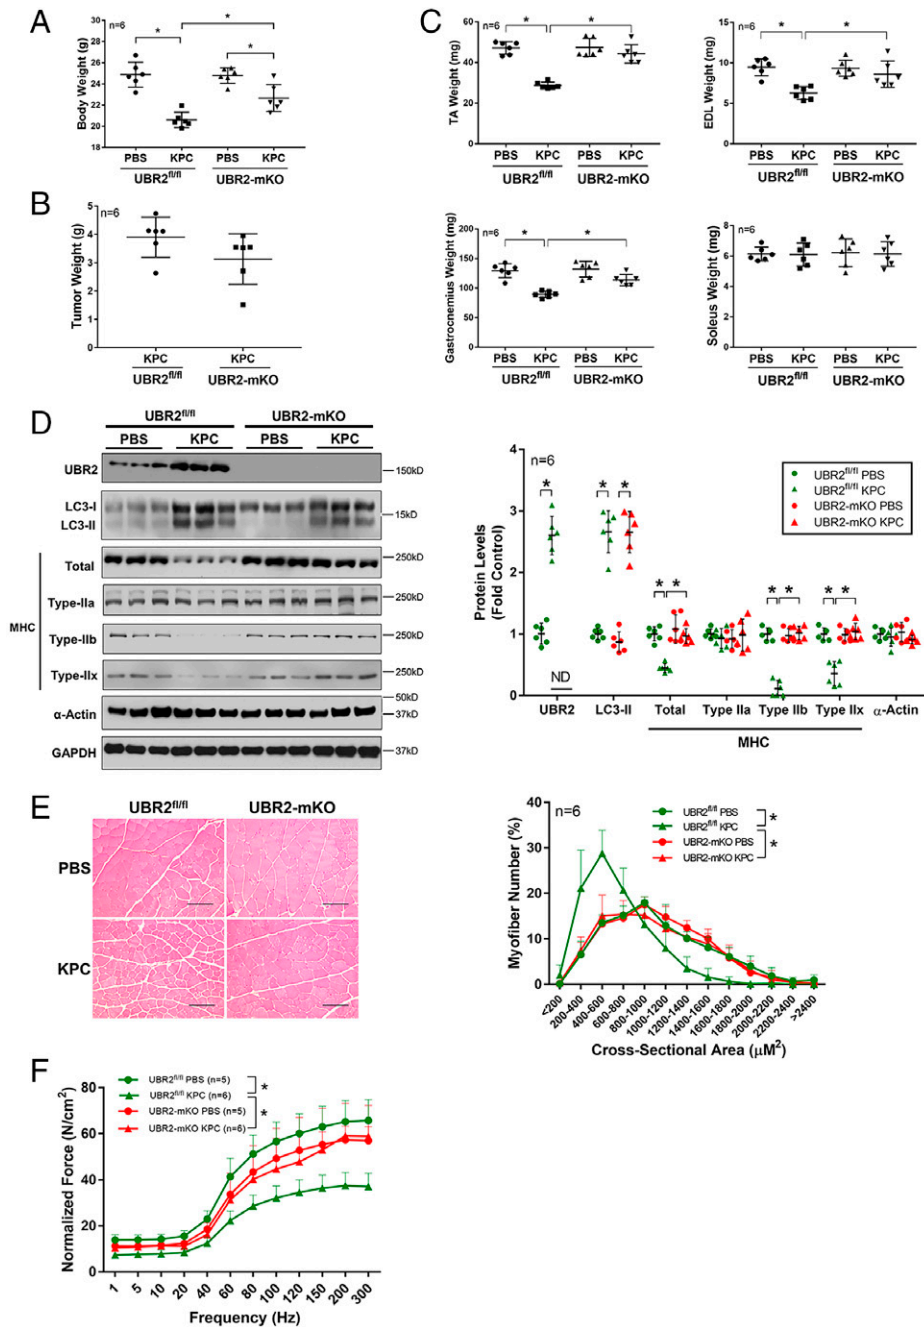 A
n=6
Body Weight (g)
30
28
26
24
22
20
18
*
*
*
PBS KPC PBS KPC
UBR2fl/fl UBR2-mKO
B
n=6
Tumor Weight (g)
5
4
3
2
1
0
KPC KPC
UBR2fl/fl UBR2-mKO
C
n=6
TA Weight (mg)
60
40
20
0
* *
PBS KPC PBS KPC
UBR2fl/fl UBR2-mKO
n=6
EDL Weight (mg)
15
10
5
0
* *
PBS KPC PBS KPC
UBR2fl/fl UBR2-mKO
n=6
Gastrocnemius Weight (mg)
200
150
100
50
0
* *
PBS KPC PBS KPC
UBR2fl/fl UBR2-mKO
n=6
Soleus Weight (mg)
10
8
6
4
2
0
PBS KPC PBS KPC
UBR2fl/fl UBR2-mKO
D
UBR2fl/fl UBR2-mKO
PBS KPC PBS KPC
UBR2 150kD
LC3-I 15kD
LC3-II
MHC
Total 250kD
Type-IIa 250kD
Type-IIb 250kD
Type-IIx 250kD
50kD
α-Actin 37kD
GAPDH 37kD
n=6
Protein Levels
(Fold Control)
4
3
2
1
0
* * *
* * * * * *
ND
UBR2fl/fl PBS
UBR2fl/fl KPC
UBR2-mKO PBS
UBR2-mKO KPC
UBR2 LC3-II Total Type IIa Type IIb Type IIx α-Actin
MHC
E
UBR2fl/fl UBR2-mKO
PBS
KPC
n=6
Myofiber Number (%)
40
30
20
10
0
UBR2fl/fl PBS
UBR2fl/fl KPC
UBR2-mKO PBS
UBR2-mKO KPC
*
*
<200 200-400 400-600 600-800 800-1000 1000-1200 1200-1400 1400-1600 1600-1800 1800-2000 2000-2200 2200-2400 >2400
Cross-Sectional Area (μM2)
F
Normalized Force (N/cm2)
80
60
40
20
0
UBR2fl/fl PBS (n=5)
UBR2fl/fl KPC (n=6)
UBR2-mKO PBS (n=5)
UBR2-mKO KPC (n=6)
*
*
1 5 10 20 40 60 80 100 120 150 200 300
Frequency (Hz)